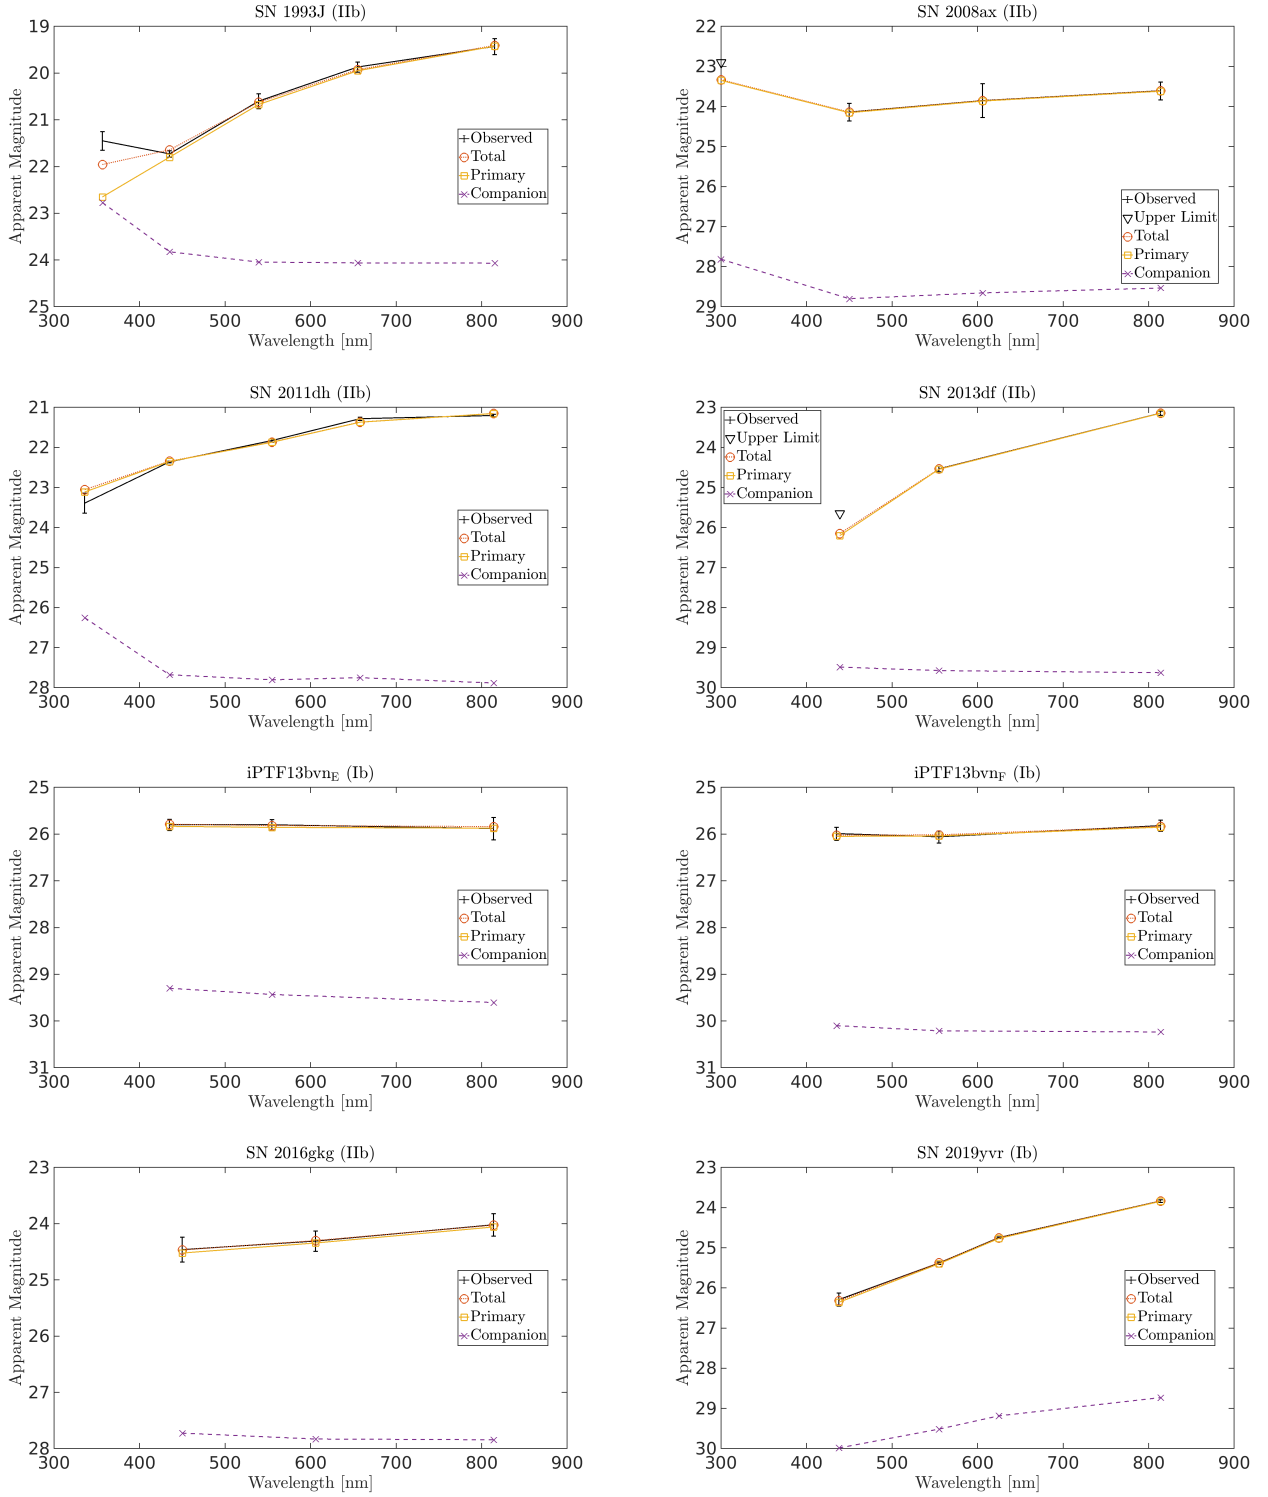 SN 1993J (IIb)
19
20
21
22
23
24
25
Apparent Magnitude
Observed
Total
Primary
Companion
300 400 500 600 700 800 900
Wavelength [nm]
SN 2008ax (IIb)
22
23
24
25
26
27
28
29
Apparent Magnitude
Observed
Upper Limit
Total
Primary
Companion
300 400 500 600 700 800 900
Wavelength [nm]
SN 2011dh (IIb)
21
22
23
24
25
26
27
28
Apparent Magnitude
Observed
Total
Primary
Companion
300 400 500 600 700 800 900
Wavelength [nm]
SN 2013df (IIb)
23
24
25
26
27
28
29
30
Apparent Magnitude
Observed
Upper Limit
Total
Primary
Companion
300 400 500 600 700 800 900
Wavelength [nm]
iPTF13bvn_E (Ib)
25
26
27
28
29
30
31
Apparent Magnitude
Observed
Total
Primary
Companion
300 400 500 600 700 800 900
Wavelength [nm]
iPTF13bvn_F (Ib)
25
26
27
28
29
30
31
Apparent Magnitude
Observed
Total
Primary
Companion
300 400 500 600 700 800 900
Wavelength [nm]
SN 2016gkg (IIb)
23
24
25
26
27
28
Apparent Magnitude
Observed
Total
Primary
Companion
300 400 500 600 700 800 900
Wavelength [nm]
SN 2019yvr (Ib)
23
24
25
26
27
28
29
30
Apparent Magnitude
Observed
Total
Primary
Companion
300 400 500 600 700 800 900
Wavelength [nm]